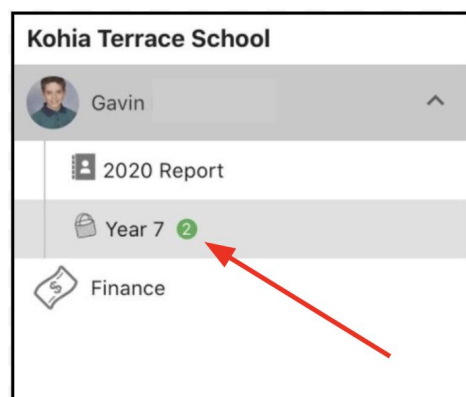 Kohia Terrace School
Gavin
2020 Report
Year 7 2
Finance